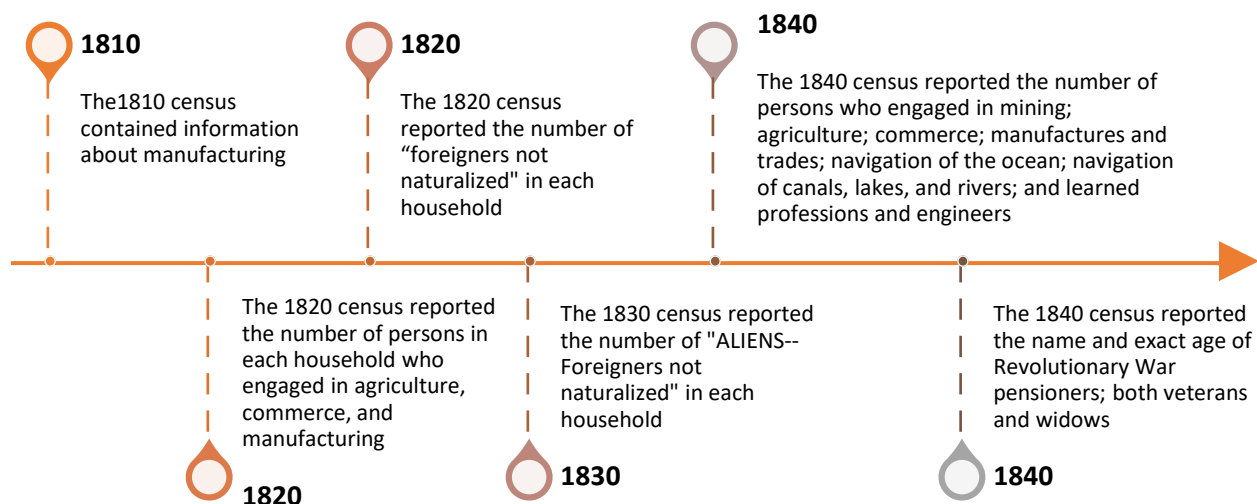 1810
The1810 census
contained information
about manufacturing
1820
The 1820 census
reported the number of
“foreigners not
naturalized" in each
household
1840
The 1840 census reported the number of
persons who engaged in mining;
agriculture; commerce; manufactures and
trades; navigation of the ocean; navigation
of canals, lakes, and rivers; and learned
professions and engineers
The 1820 census reported
the number of persons in
each household who
engaged in agriculture,
commerce, and
manufacturing
1820
The 1830 census reported
the number of "ALIENS--
Foreigners not
naturalized" in each
household
1830
The 1840 census reported
the name and exact age of
Revolutionary War
pensioners; both veterans
and widows
1840